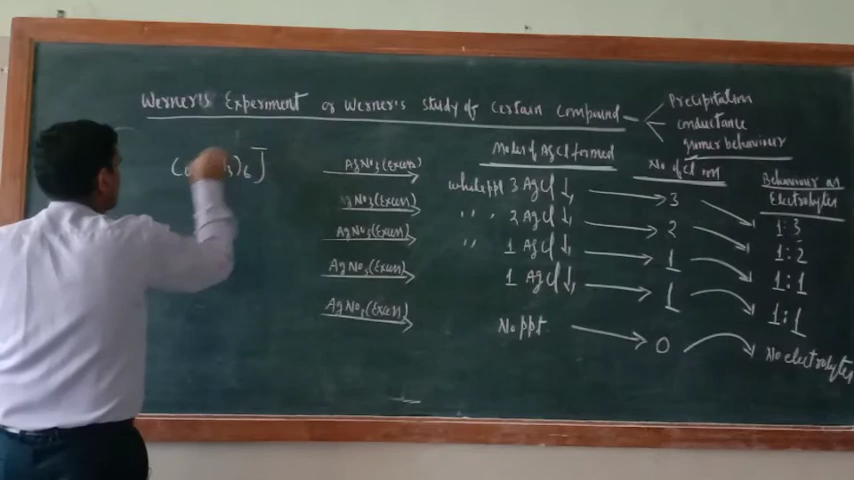 Werner's Experiment or Werner's study of Certain Compound
Precipitation
conductance
Isomer behaviour
)6]
AgNO3(Excess)
AgNO3(Excess)
AgNO3(Excess)
AgNO3(Excess)
AgNO3(Excess)
Moles of AgCl formed
white ppt 3 AgCl ↓
" " 2 AgCl ↓
" 1 AgCl ↓
1 AgCl ↓
No ppt
No of Cl ion
3
2
1
1
0
Behaviour as
Electrolytes
1:3
1:2
1:1
1:1
No electrolytes